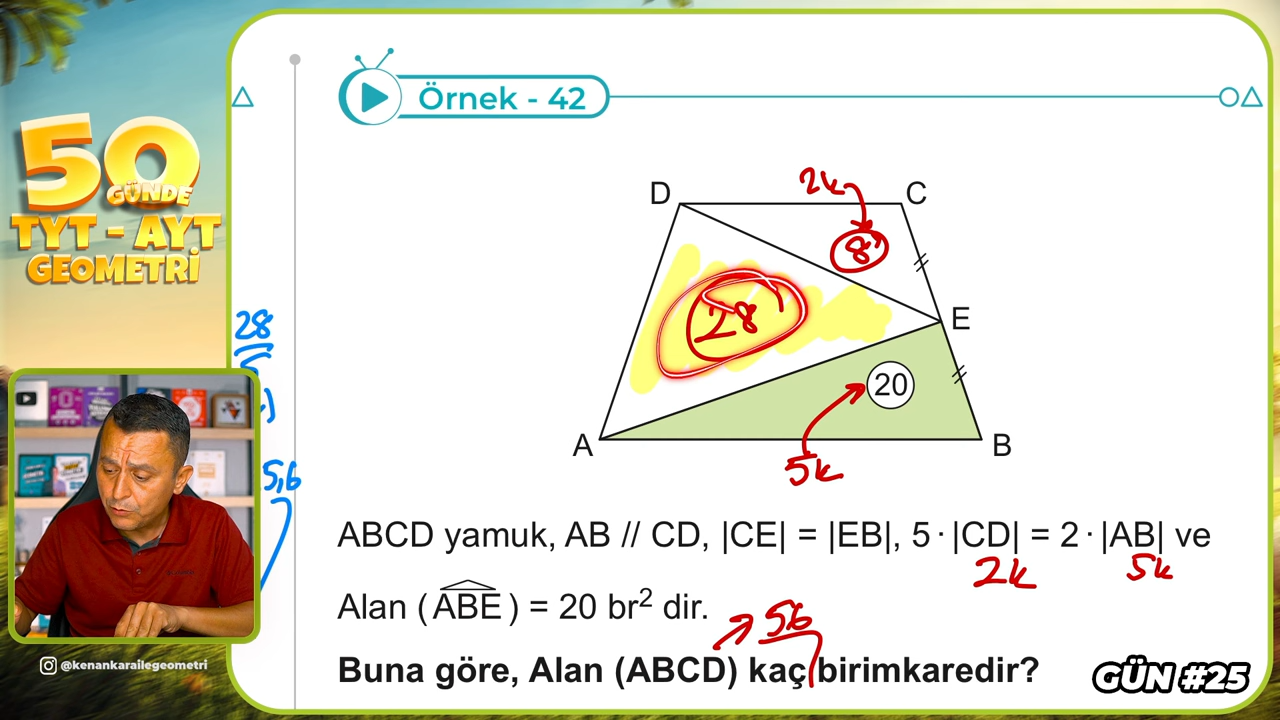 50
GÜNDE
TYT - AYT
GEOMETRİ
28
5,6
@kenankarailegeometri
Örnek - 42
D
2k
C
8
28
E
20
A
B
5k
ABCD yamuk, AB // CD, |CE| = |EB|, 5 · |CD| = 2 · |AB| ve
2k 5k
Alan (ABE) = 20 br² dir.
56
Buna göre, Alan (ABCD) kaç birimkaredir?
GÜN #25